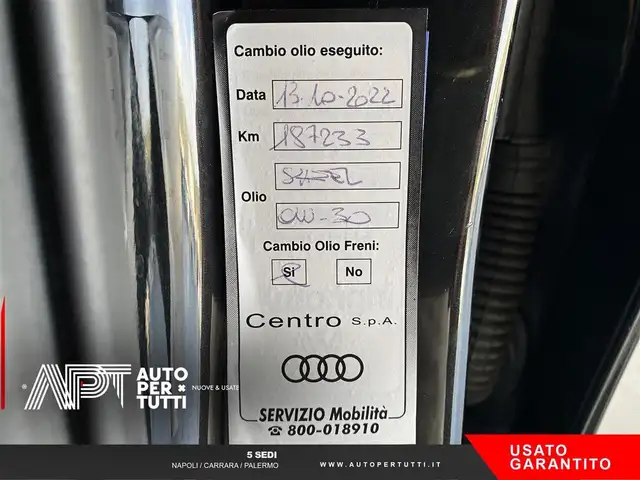 Cambio olio eseguito:
Data 13-10-2022
Km 187233
SHELL
Olio 0W-30
Cambio Olio Freni:
Si No
Centro S.p.A.
SERVIZIO Mobilità
☎ 800-018910
APT AUTO PER TUTTI NUOVE & USATE
5 SEDI
NAPOLI / CARRARA / PALERMO
WWW.AUTOPERTUTTI.IT
USATO
GARANTITO